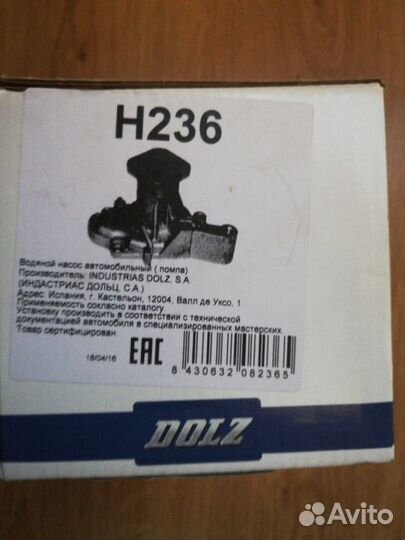 H236
Водяной насос автомобильный ( помпа)
Производитель: INDUSTRIAS DOLZ, S.A.
(ИНДАСТРИАС ДОЛЬЦ, С.А.)
Адрес: Испания, г. Кастельон, 12004, Валл де Уксо, 1.
Применяемость согласно каталогу.
Установку производить в соответствии с технической
документацией автомобиля в специализированных мастерских.
Товар сертифицирован.
18/04/16
EAC
8 430632 082365
DOLZ
Avito